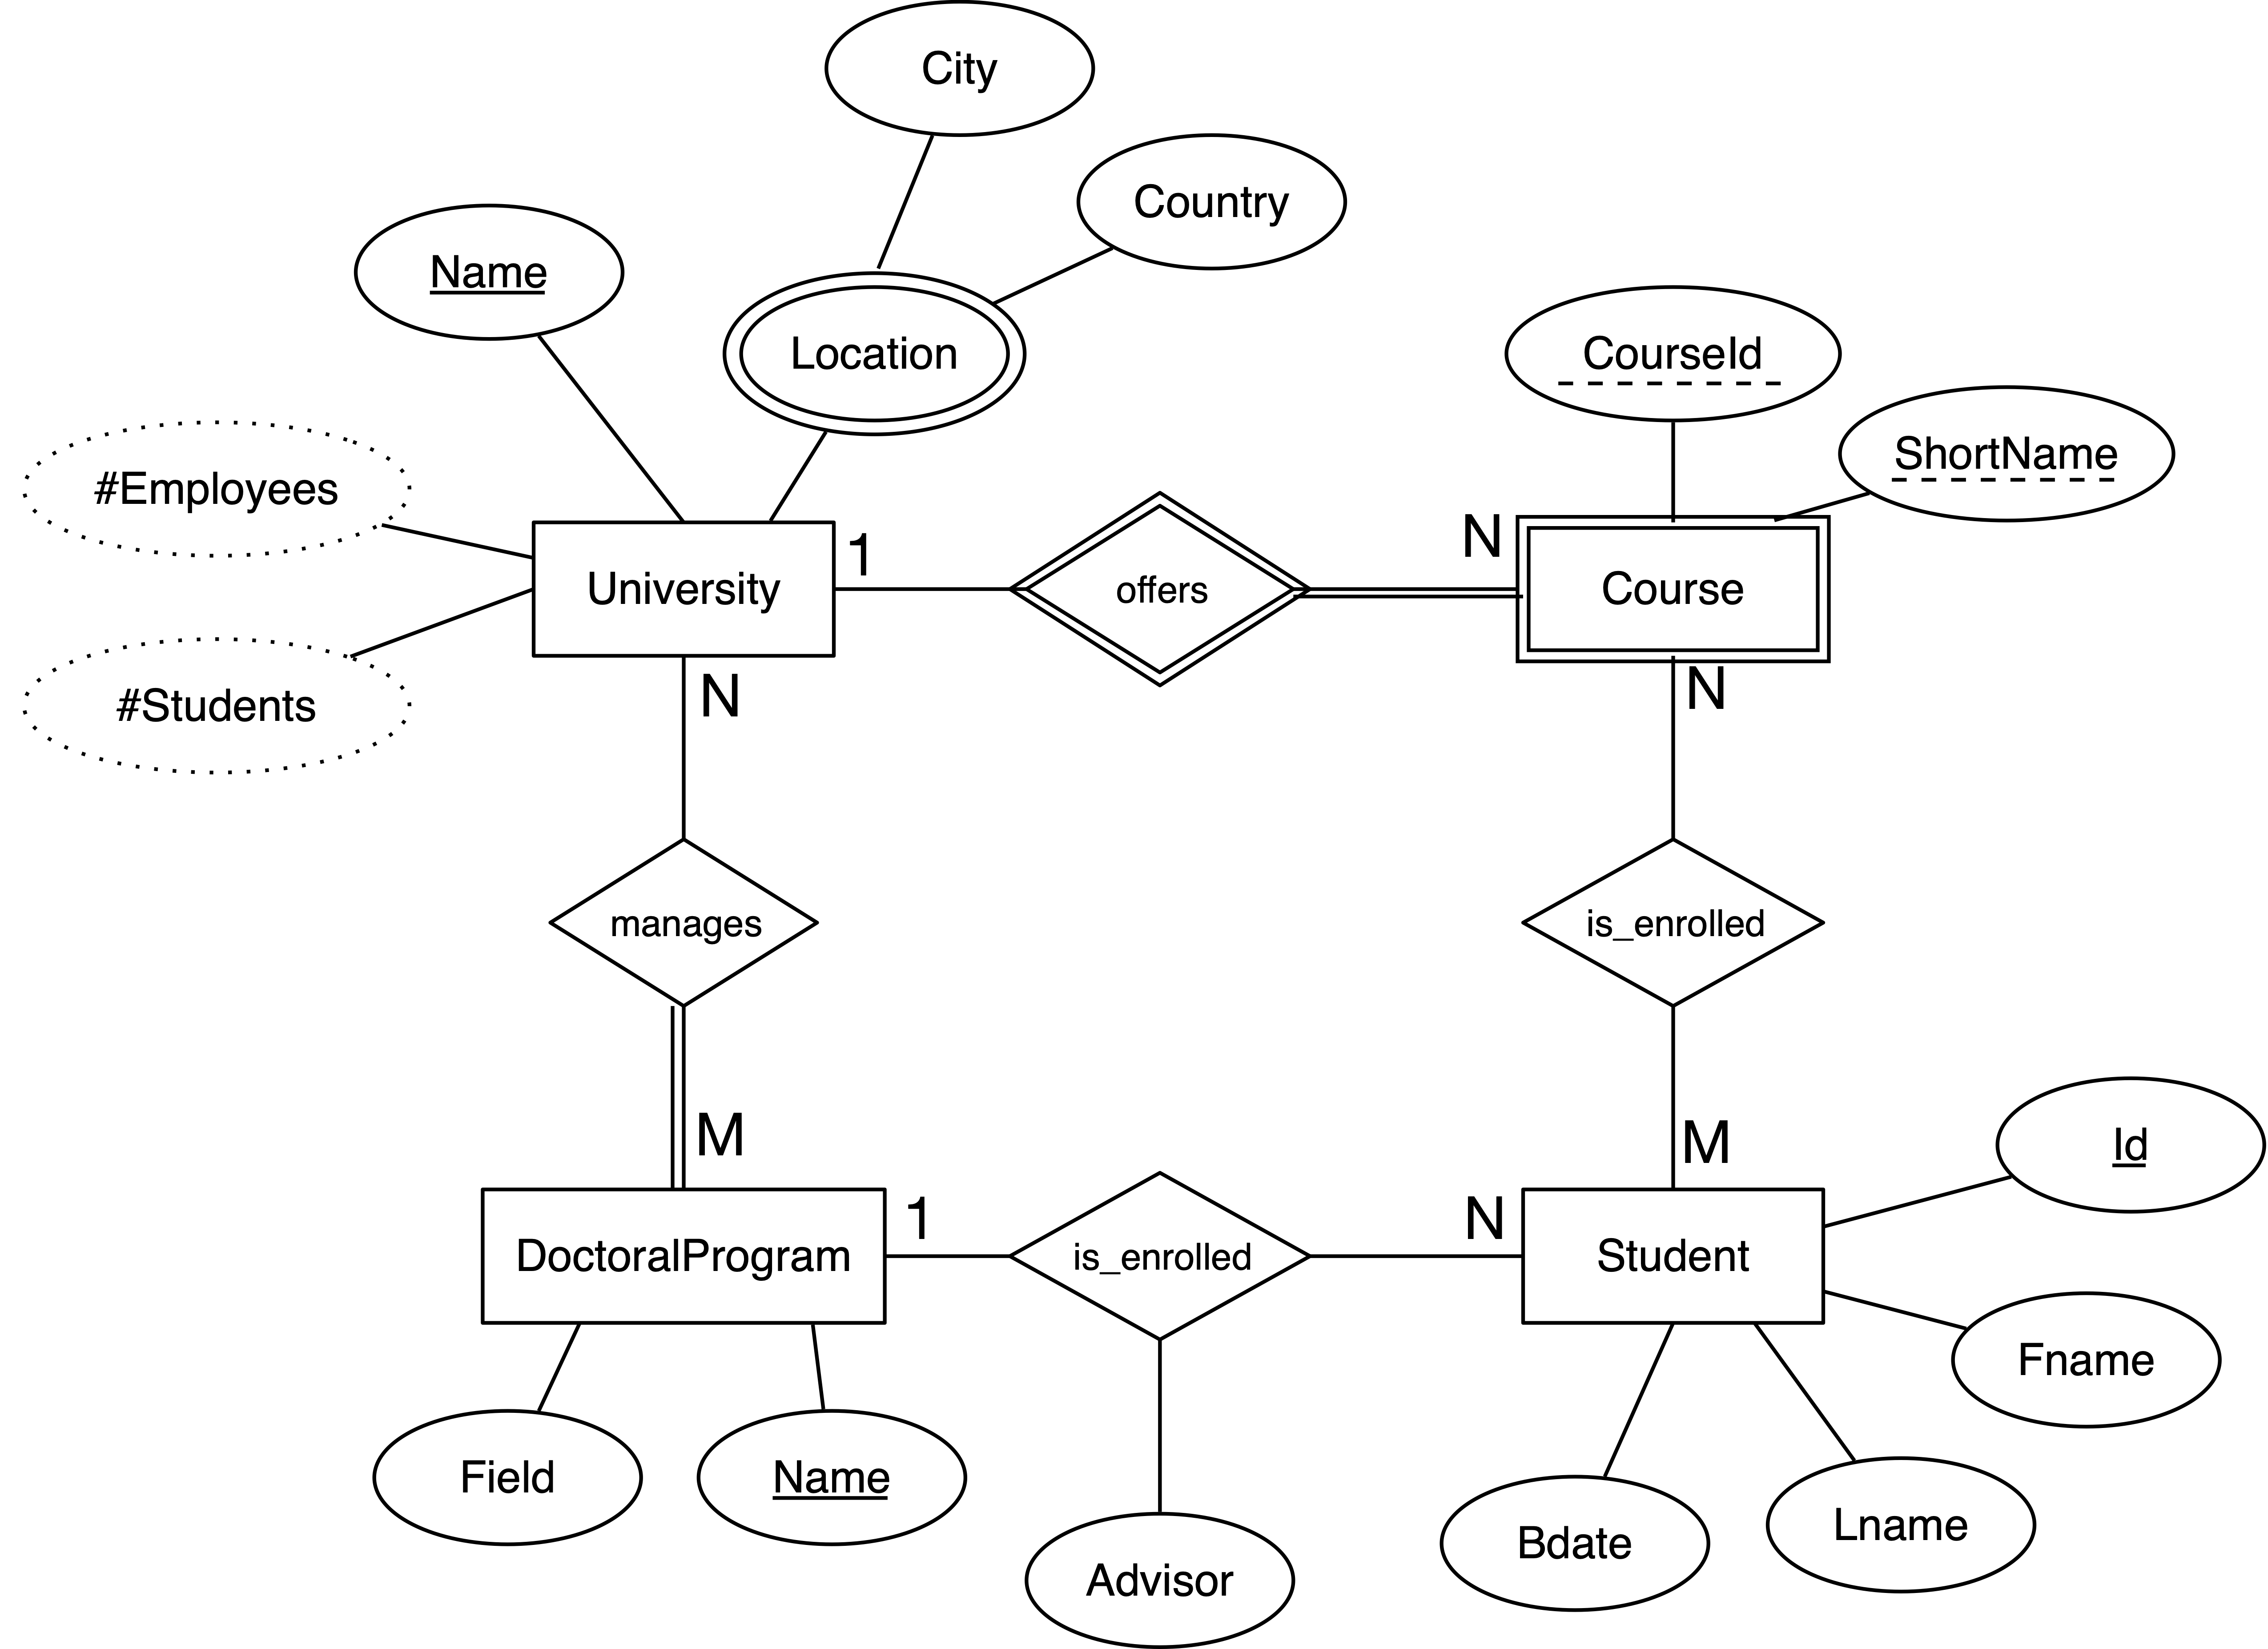 City
Country
Name
Location
CourseId
ShortName
#Employees
University
1
offers
N
Course
#Students
N
N
manages
is_enrolled
M
M
Id
DoctoralProgram
1
is_enrolled
N
Student
Fname
Field
Name
Advisor
Bdate
Lname